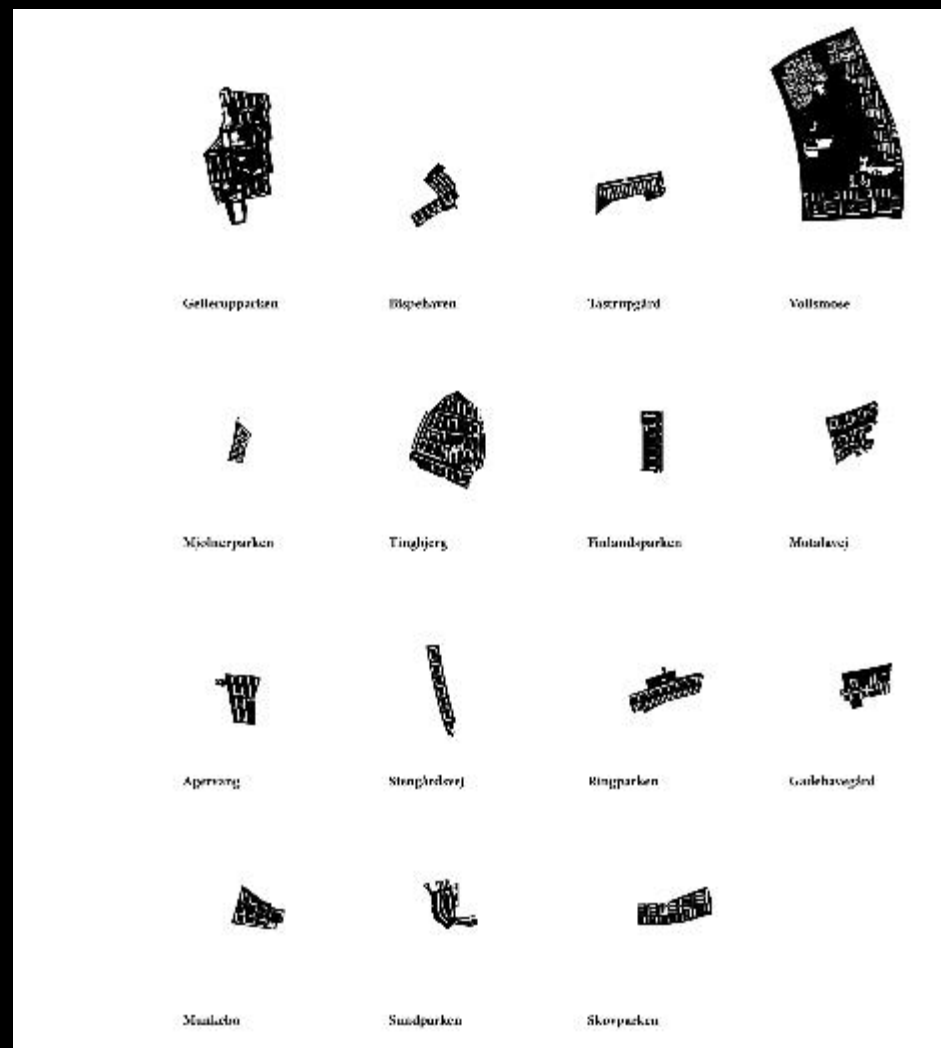 Gellerupparken Bispehaven Tåstrupgård Vollsmose
Mjølnerparken Tingbjerg Finlandsparken Motalavej
Agervang Stengårdsvej Ringparken Gadehavegård
Munkebo Sundparken Skovparken